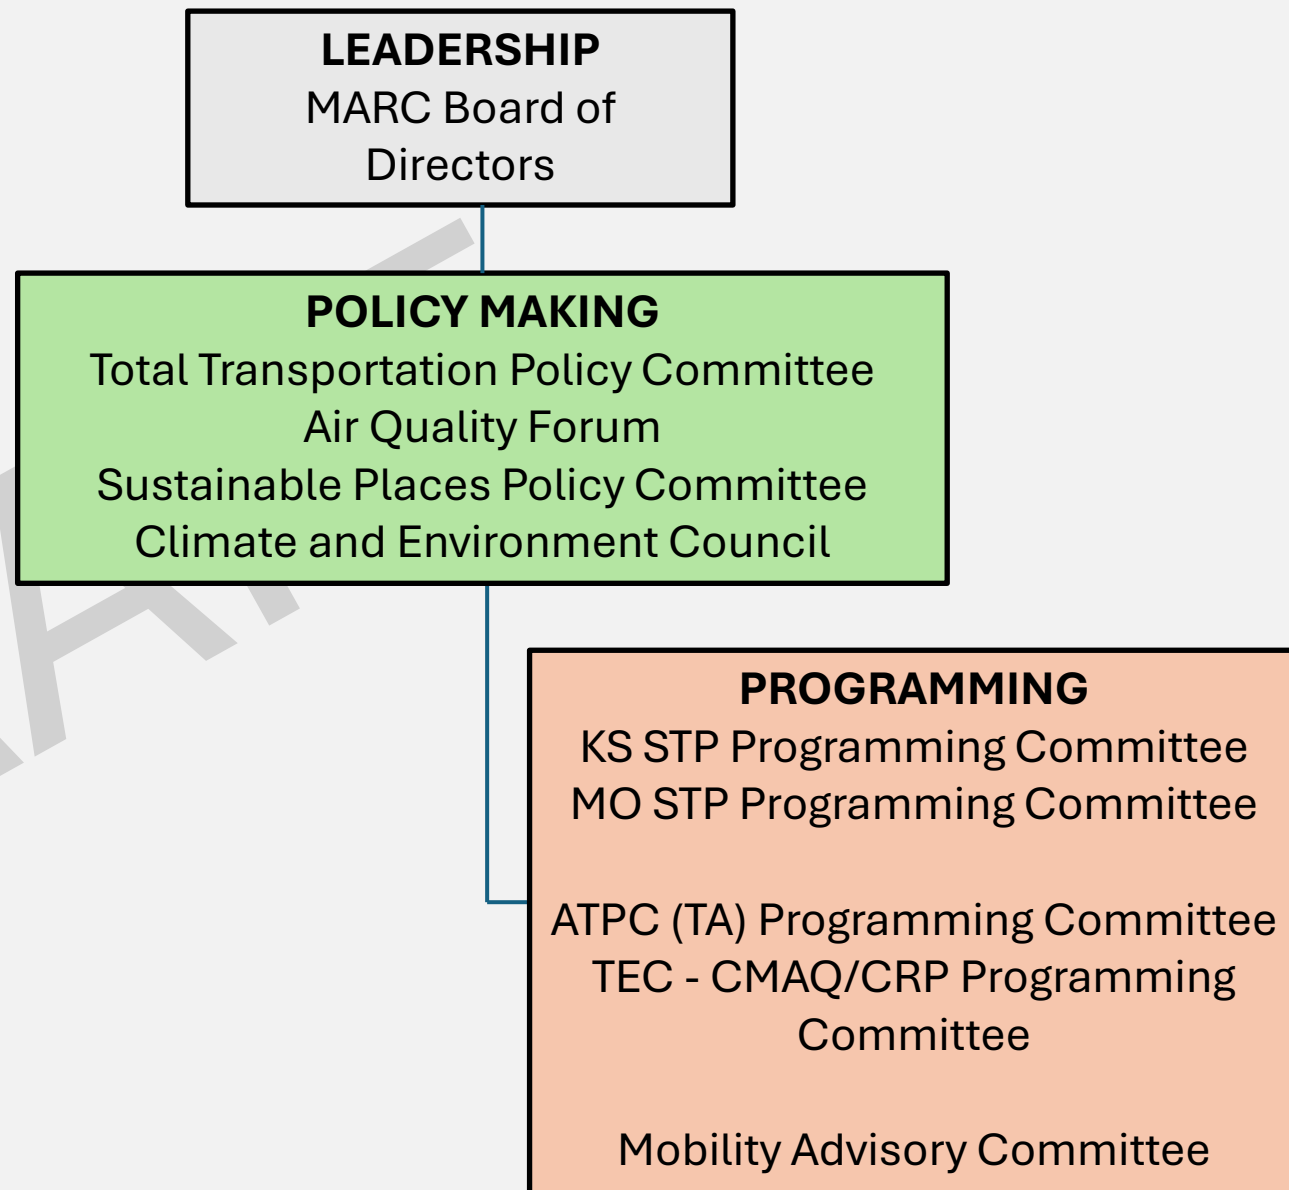 LEADERSHIP
MARC Board of
Directors
POLICY MAKING
Total Transportation Policy Committee
Air Quality Forum
Sustainable Places Policy Committee
Climate and Environment Council
PROGRAMMING
KS STP Programming Committee
MO STP Programming Committee
ATPC (TA) Programming Committee
TEC - CMAQ/CRP Programming
Committee
Mobility Advisory Committee